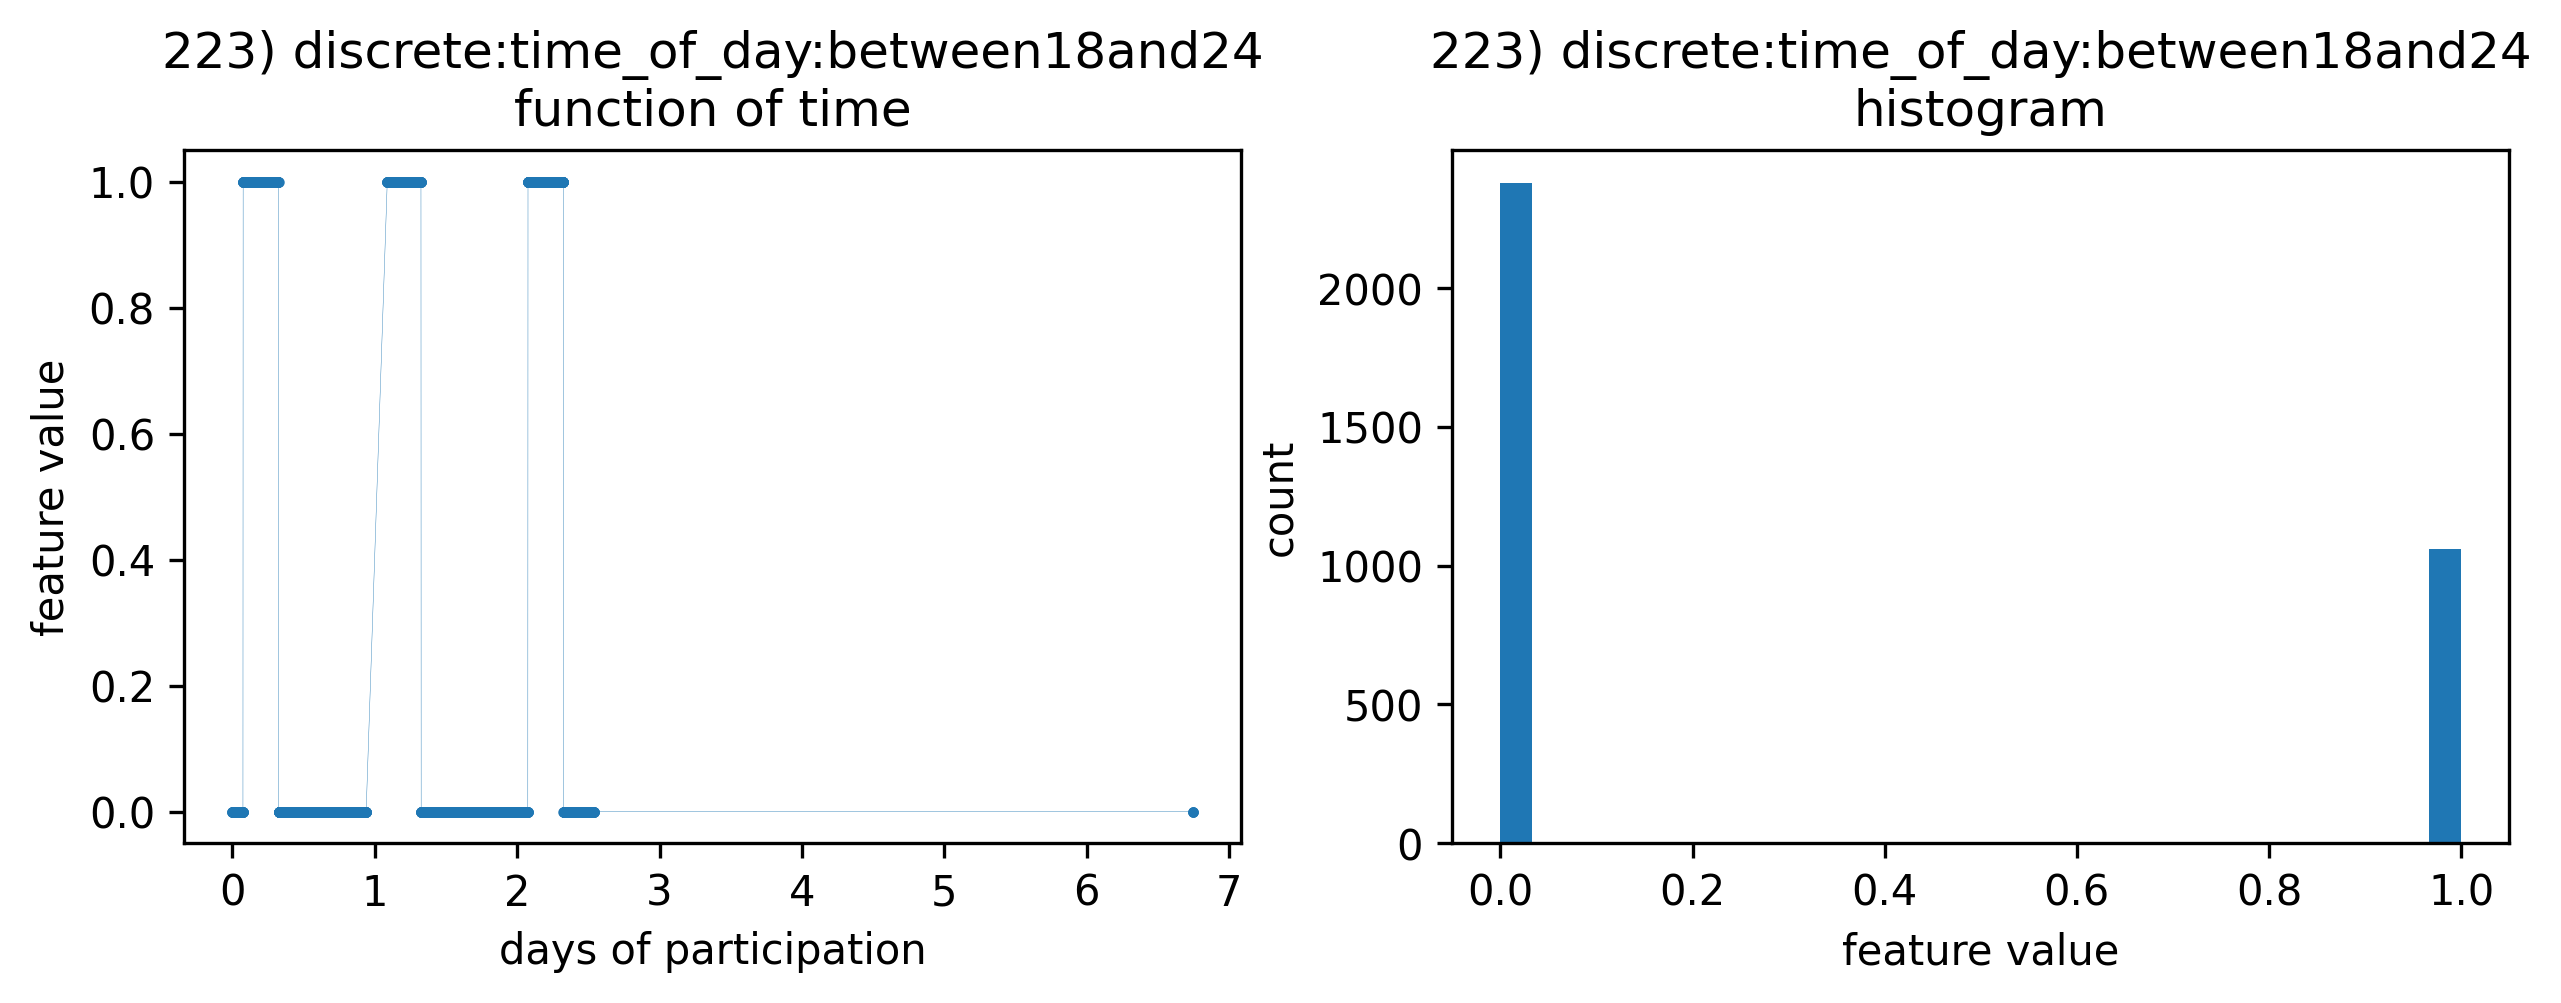 223) discrete:time_of_day:between18and24
function of time
1.0
0.8
0.6
0.4
0.2
0.0
feature value
0 1 2 3 4 5 6 7
days of participation
223) discrete:time_of_day:between18and24
histogram
2000
1500
1000
500
0
count
0.0 0.2 0.4 0.6 0.8 1.0
feature value